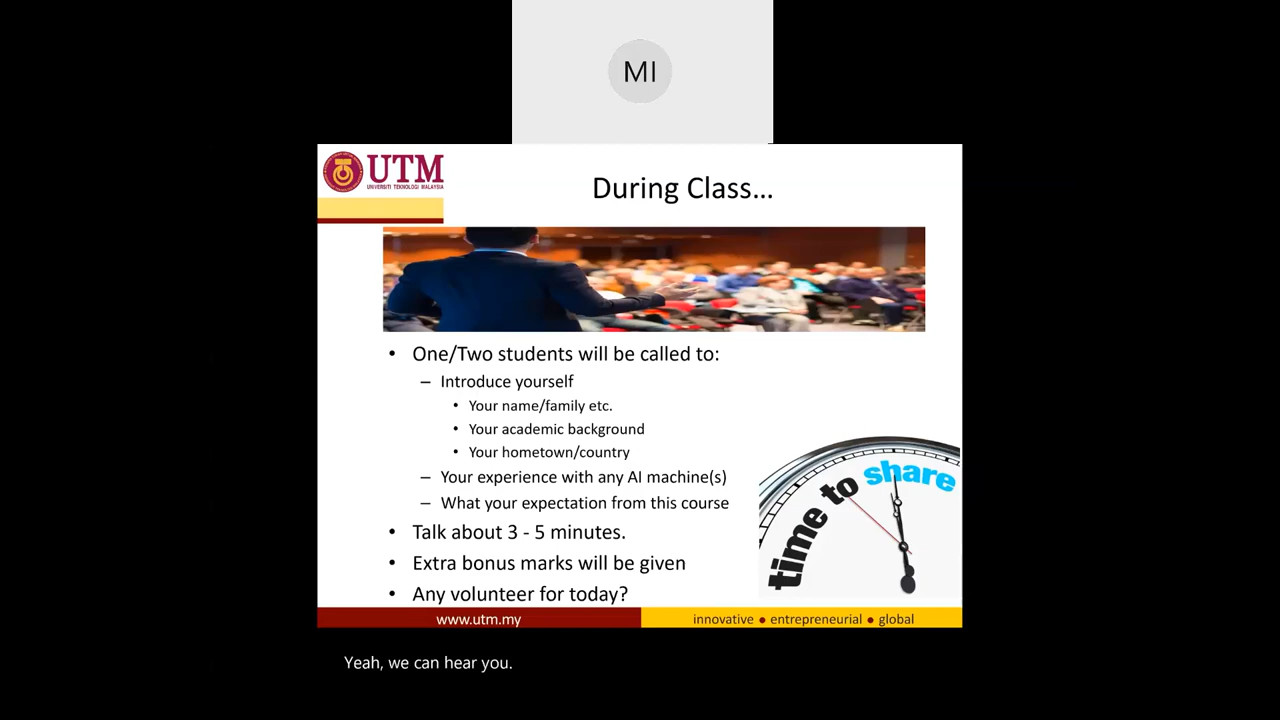 MI
UTM
UNIVERSITI TEKNOLOGI MALAYSIA
During Class...
• One/Two students will be called to:
– Introduce yourself
• Your name/family etc.
• Your academic background
• Your hometown/country
– Your experience with any AI machine(s)
– What your expectation from this course
• Talk about 3 - 5 minutes.
• Extra bonus marks will be given
• Any volunteer for today?
time to share
www.utm.my
innovative ● entrepreneurial ● global
Yeah, we can hear you.